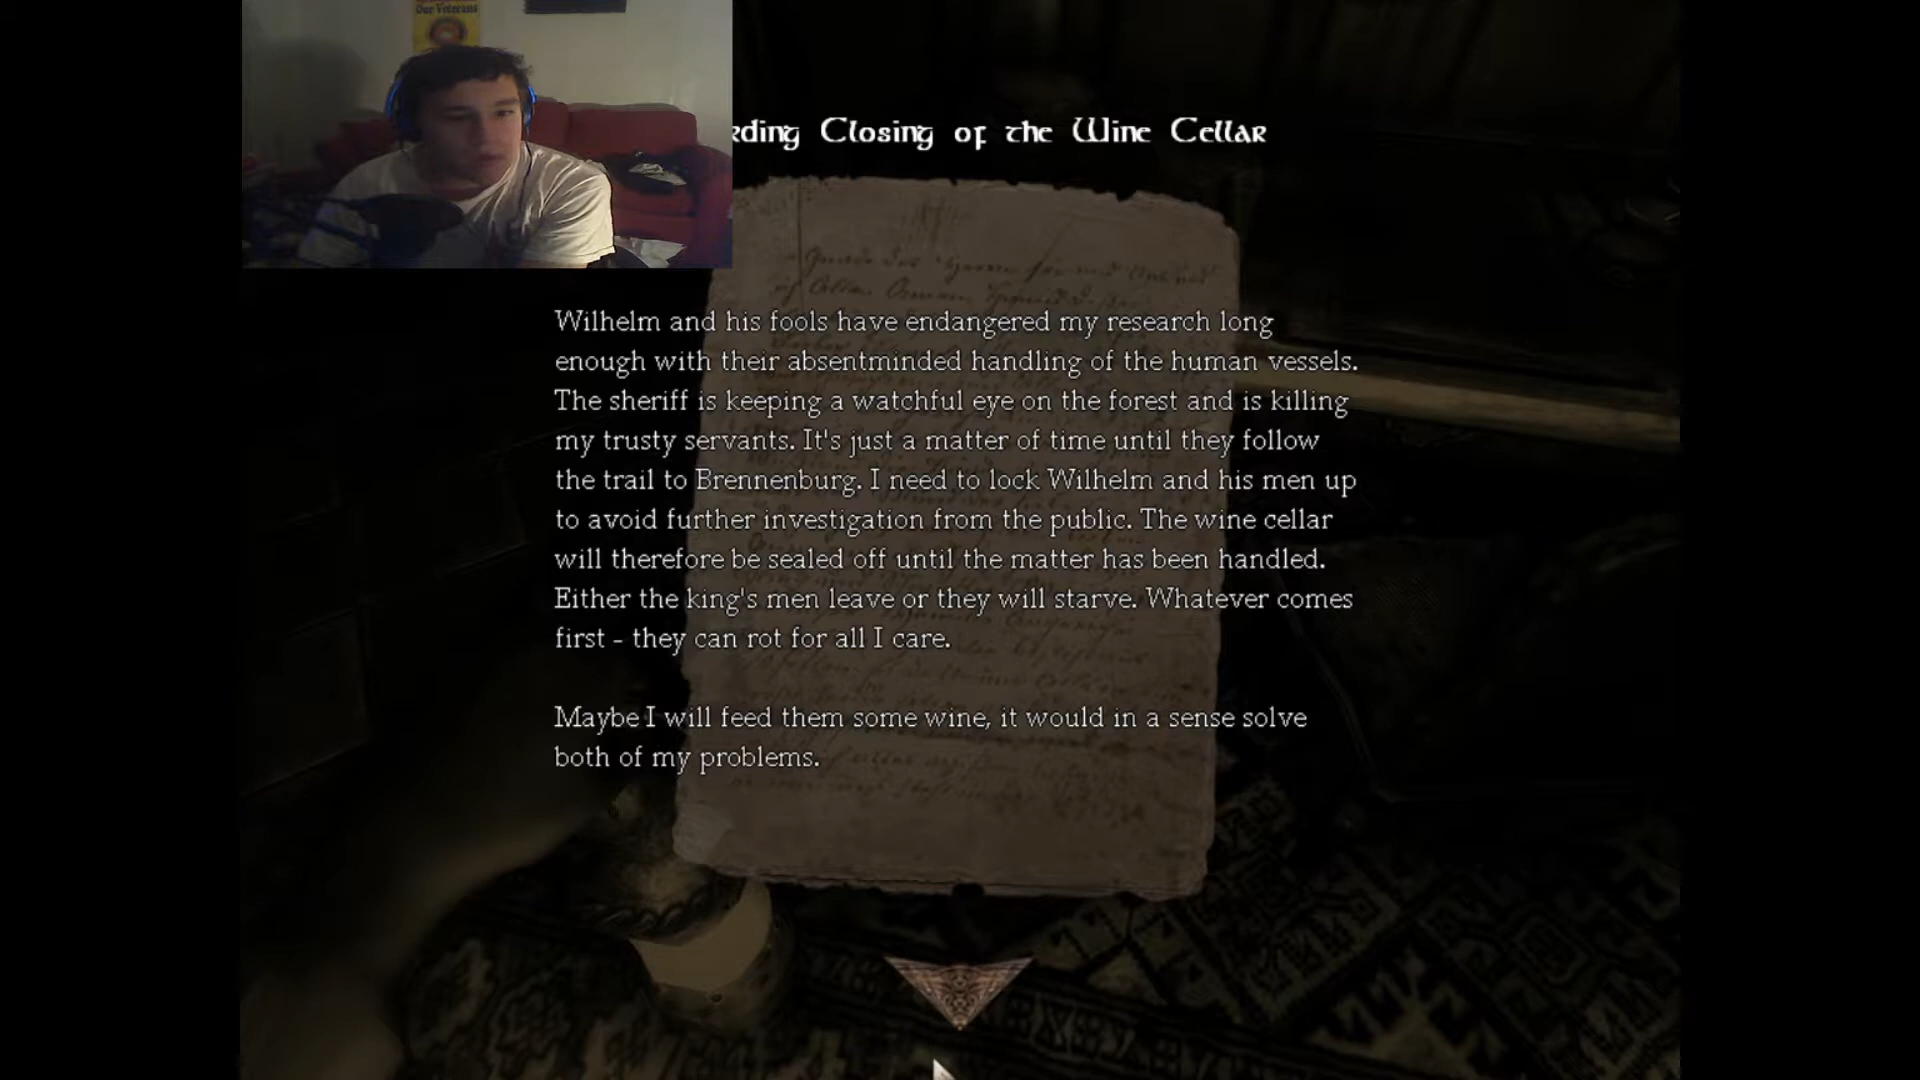 Our Veterans
rding Closing of the Wine Cellar
Wilhelm and his fools have endangered my research long
enough with their absentminded handling of the human vessels.
The sheriff is keeping a watchful eye on the forest and is killing
my trusty servants. It's just a matter of time until they follow
the trail to Brennenburg. I need to lock Wilhelm and his men up
to avoid further investigation from the public. The wine cellar
will therefore be sealed off until the matter has been handled.
Either the king's men leave or they will starve. Whatever comes
first - they can rot for all I care.
Maybe I will feed them some wine, it would in a sense solve
both of my problems.